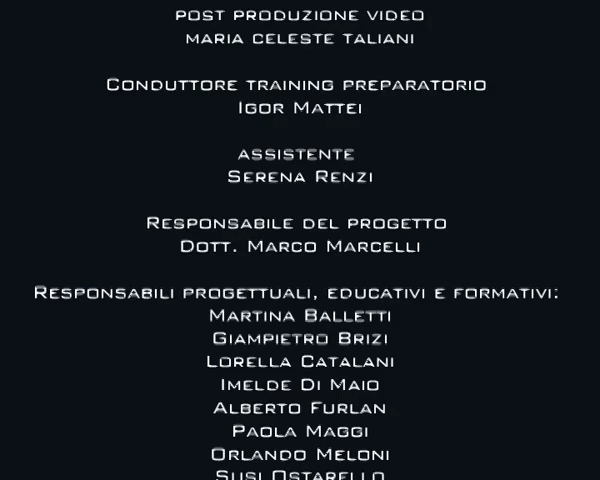 POST PRODUZIONE VIDEO
MARIA CELESTE TALIANI
CONDUTTORE TRAINING PREPARATORIO
IGOR MATTEI
ASSISTENTE
SERENA RENZI
RESPONSABILE DEL PROGETTO
DOTT. MARCO MARCELLI
RESPONSABILI PROGETTUALI, EDUCATIVI E FORMATIVI:
MARTINA BALLETTI
GIAMPIETRO BRIZI
LORELLA CATALANI
IMELDE DI MAIO
ALBERTO FURLAN
PAOLA MAGGI
ORLANDO MELONI
SUSI OSTARELLO